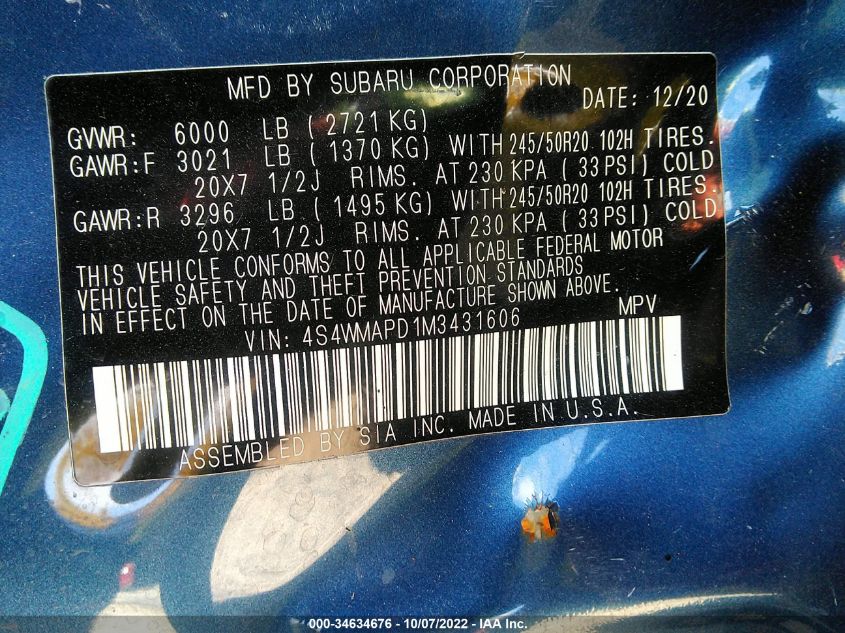 MFD BY SUBARU CORPORATION
DATE: 12/20
GVWR: 6000 LB ( 2721 KG)
GAWR:F 3021 LB ( 1370 KG) WITH 245/50R20 102H TIRES.
20X7 1/2J RIMS. AT 230 KPA ( 33 PSI) COLD
GAWR:R 3296 LB ( 1495 KG) WITH 245/50R20 102H TIRES.
20X7 1/2J RIMS. AT 230 KPA ( 33 PSI) COLD
THIS VEHICLE CONFORMS TO ALL APPLICABLE FEDERAL MOTOR
VEHICLE SAFETY AND THEFT PREVENTION STANDARDS
IN EFFECT ON THE DATE OF MANUFACTURE SHOWN ABOVE.
VIN: 4S4WMAPD1M3431606 MPV
ASSEMBLED BY SIA INC. MADE IN U.S.A.
000-34634676 - 10/07/2022 - IAA Inc.